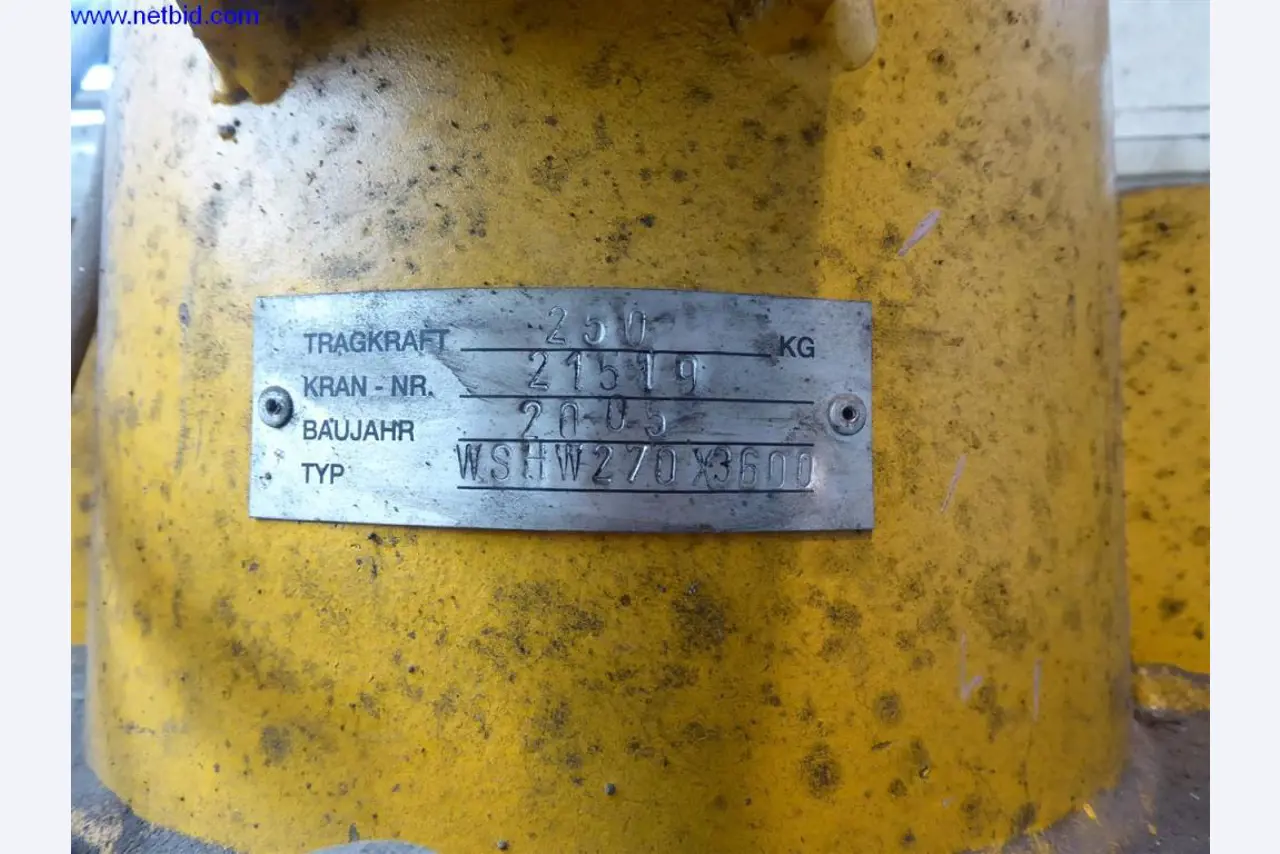 www.netbid.com
TRAGKRAFT 250 KG
KRAN - NR. 21519
BAUJAHR 2005
TYP WSHW270X3600